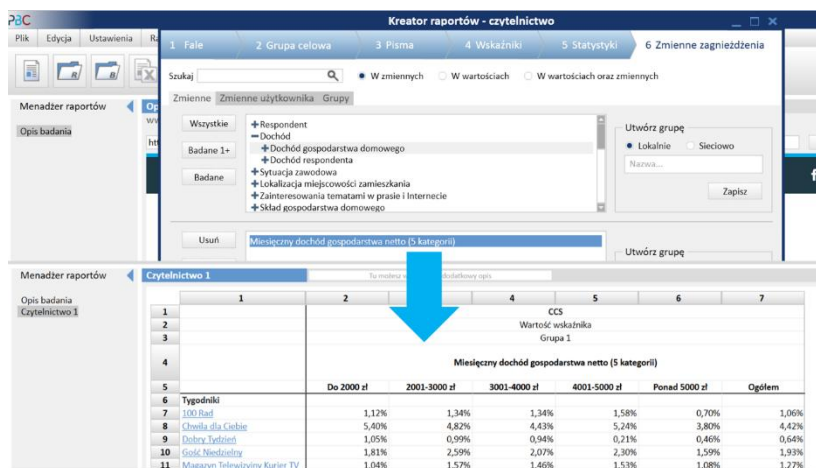 PBC
Kreator raportów - czytelnictwo
Plik Edycja Ustawienia
1 Fale 2 Grupa celowa 3 Pisma 4 Wskaźniki 5 Statystyki 6 Zmienne zagnieżdżenia
Szukaj W zmiennych W wartościach W wartościach oraz zmiennych
Menadżer raportów
Opis badania
Zmienne Zmienne użytkownika Grupy
Wszystkie
Badane 1+
Badane
Respondent
Dochód
Dochód gospodarstwa domowego
Dochód respondenta
Sytuacja zawodowa
Lokalizacja miejscowości zamieszkania
Zainteresowania tematami w prasie i Internecie
Skład gospodarstwa domowego
Utwórz grupę
Lokalnie Sieciowo
Nazwa...
Zapisz
Usuń
Miesięczny dochód gospodarstwa netto (5 kategorii)
Utwórz grupę
Menadżer raportów
Czytelnictwo 1
Tu możesz
opis
Opis badania
Czytelnictwo 1
1 2 4 5 6 7
1 CCS
2 Wartość wskaźnika
3 Grupa 1
4 Miesięczny dochód gospodarstwa netto (5 kategorii)
5 Do 2000 zł 2001-3000 zł 3001-4000 zł 4001-5000 zł Ponad 5000 zł Ogółem
6 Tygodniki
7 100 Rad 1,12% 1,34% 1,34% 1,58% 0,70% 1,06%
8 Chwila dla Ciebie 5,40% 4,82% 4,43% 5,24% 3,80% 4,42%
9 Dobry Tydzień 1,05% 0,99% 0,94% 0,21% 0,46% 0,64%
10 Gość Niedzielny 1,81% 2,59% 2,07% 2,30% 1,59% 1,93%
11 Magazyn Telewizyjny Kurier TV 1,04% 1,57% 1,46% 1,53% 1,08% 1,27%